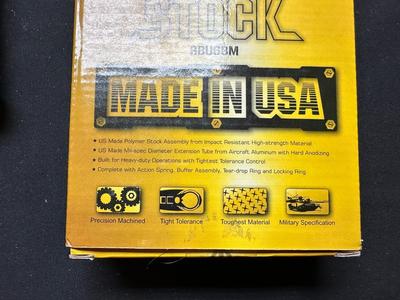 STOCK
RBUS6M
MADE IN USA
• US Made Polymer Stock Assembly from Impact Resistant High-strength Material
• US Made Mil-spec Diameter Extension Tube from Aircraft Aluminum with Hard Anodizing
• Built for Heavy-duty Operations with Tightest Tolerance Control
• Complete with Action Spring, Buffer Assembly, Tear-drop Ring and Locking Ring
Precision Machined
Tight Tolerance
Toughest Material
Military Specification